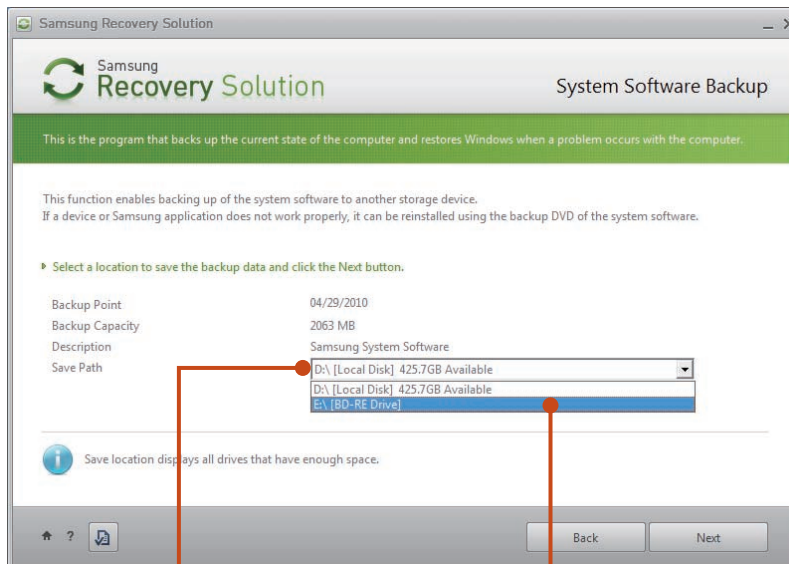 Samsung Recovery Solution
Samsung
Recovery Solution
System Software Backup
This is the program that backs up the current state of the computer and restores Windows when a problem occurs with the computer.
This function enables backing up of the system software to another storage device.
If a device or Samsung application does not work properly, it can be reinstalled using the backup DVD of the system software.
Select a location to save the backup data and click the Next button.
Backup Point 04/29/2010
Backup Capacity 2063 MB
Description Samsung System Software
Save Path D:\ [Local Disk] 425.7GB Available
D:\ [Local Disk] 425.7GB Available
E:\ [BD-RE Drive]
Save location displays all drives that have enough space.
? Back Next